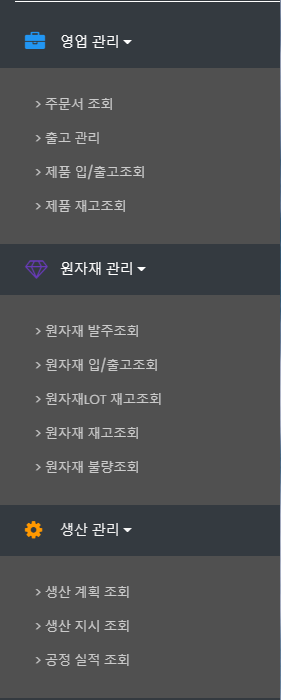 영업 관리
> 주문서 조회
> 출고 관리
> 제품 입/출고조회
> 제품 재고조회
원자재 관리
> 원자재 발주조회
> 원자재 입/출고조회
> 원자재LOT 재고조회
> 원자재 재고조회
> 원자재 불량조회
생산 관리
> 생산 계획 조회
> 생산 지시 조회
> 공정 실적 조회